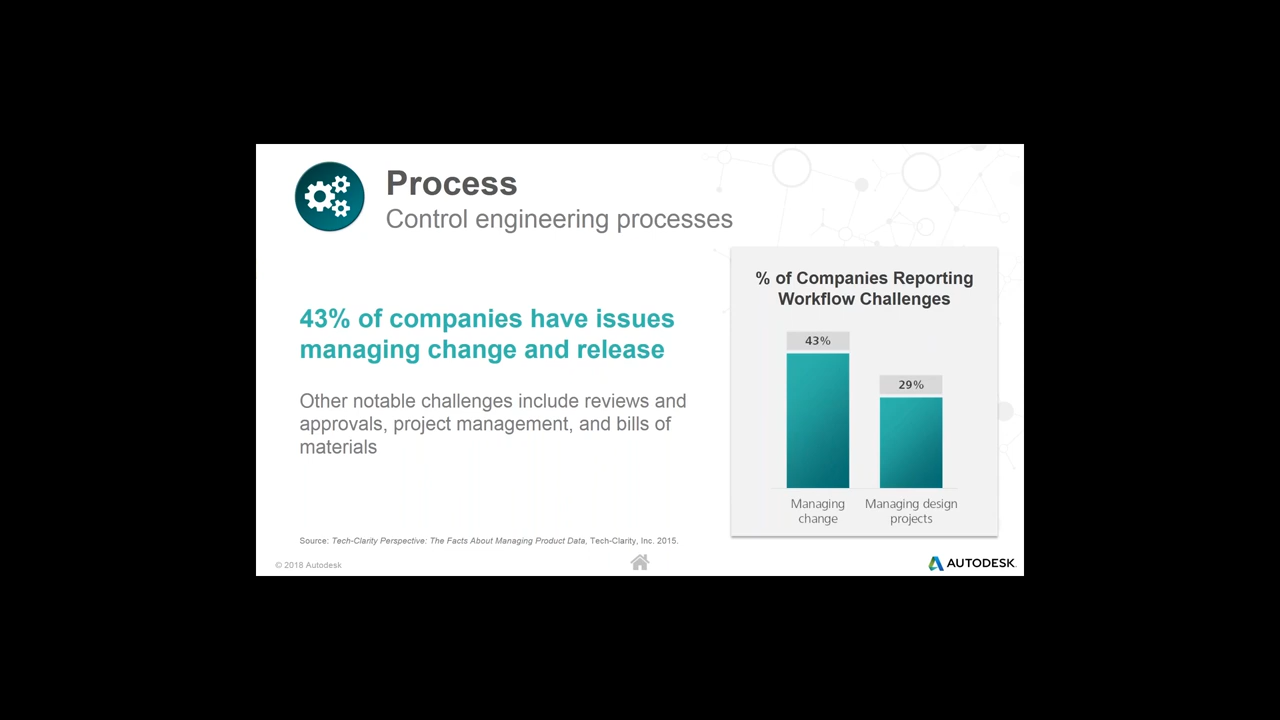 Process
Control engineering processes
43% of companies have issues
managing change and release
Other notable challenges include reviews and
approvals, project management, and bills of
materials
% of Companies Reporting
Workflow Challenges
43%
29%
Managing
change
Managing design
projects
Source: Tech-Clarity Perspective: The Facts About Managing Product Data, Tech-Clarity, Inc. 2015.
© 2018 Autodesk
AUTODESK.